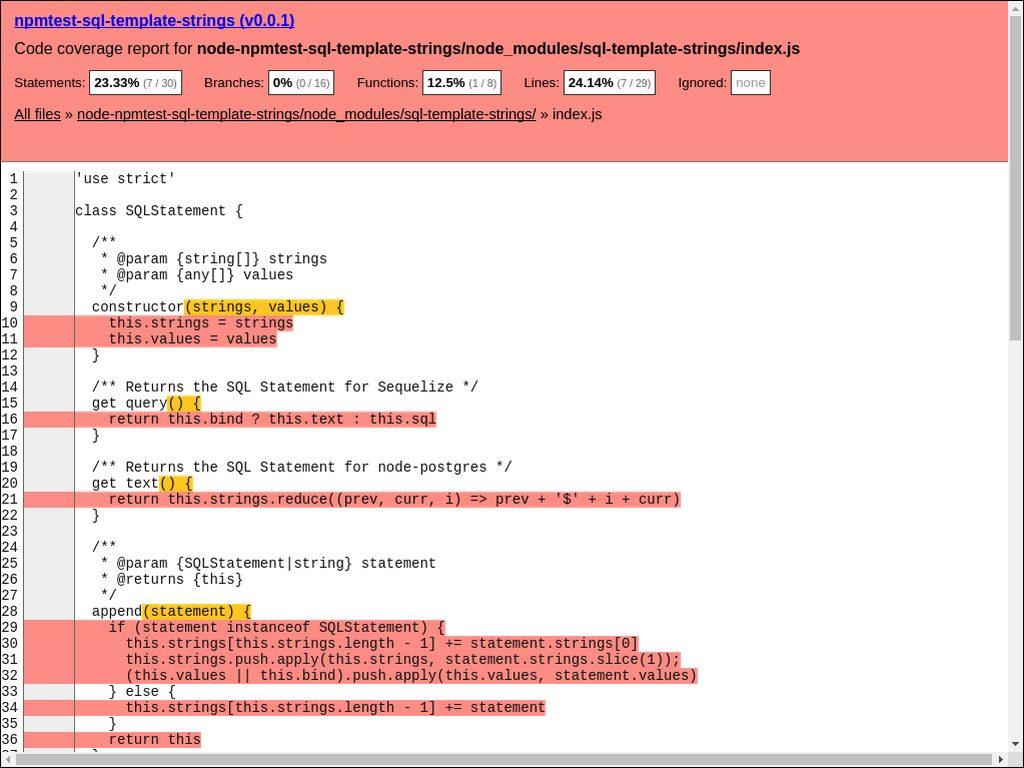 npmtest-sql-template-strings (v0.0.1)
Code coverage report for node-npmtest-sql-template-strings/node_modules/sql-template-strings/index.js
Statements: 23.33% (7 / 30) Branches: 0% (0 / 16) Functions: 12.5% (1 / 8) Lines: 24.14% (7 / 29) Ignored: none
All files » node-npmtest-sql-template-strings/node_modules/sql-template-strings/ » index.js
1 'use strict'
2
3 class SQLStatement {
4
5 /**
6 * @param {string[]} strings
7 * @param {any[]} values
8 */
9 constructor(strings, values) {
10 this.strings = strings
11 this.values = values
12 }
13
14 /** Returns the SQL Statement for Sequelize */
15 get query() {
16 return this.bind ? this.text : this.sql
17 }
18
19 /** Returns the SQL Statement for node-postgres */
20 get text() {
21 return this.strings.reduce((prev, curr, i) => prev + '$' + i + curr)
22 }
23
24 /**
25 * @param {SQLStatement|string} statement
26 * @returns {this}
27 */
28 append(statement) {
29 if (statement instanceof SQLStatement) {
30 this.strings[this.strings.length - 1] += statement.strings[0]
31 this.strings.push.apply(this.strings, statement.strings.slice(1));
32 (this.values || this.bind).push.apply(this.values, statement.values)
33 } else {
34 this.strings[this.strings.length - 1] += statement
35 }
36 return this